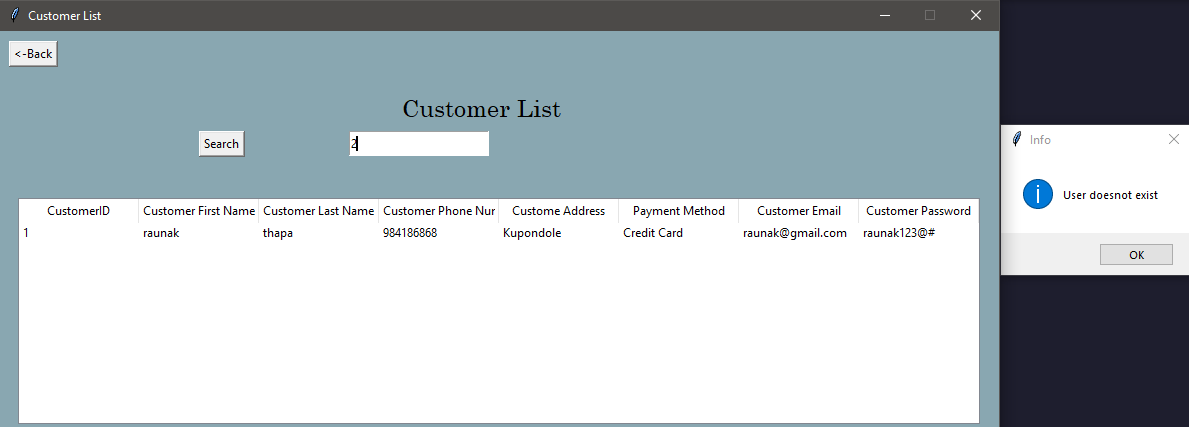 Customer List
<-Back
Customer List
Search 2
CustomerID Customer First Name Customer Last Name Customer Phone Nur Custome Address Payment Method Customer Email Customer Password
1 raunak thapa 984186868 Kupondole Credit Card raunak@gmail.com raunak123@#
Info
User doesnot exist
OK